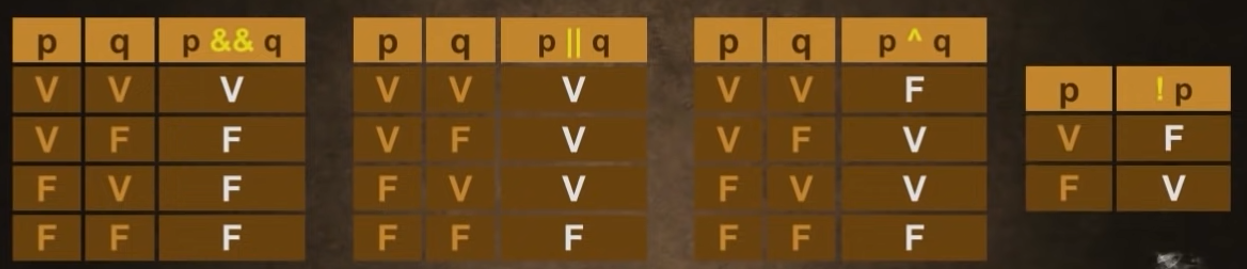 p q p && q
V V V
V F F
F V F
F F F
p q p || q
V V V
V F V
F V V
F F F
p q p ^ q
V V F
V F V
F V V
F F F
p ! p
V F
F V